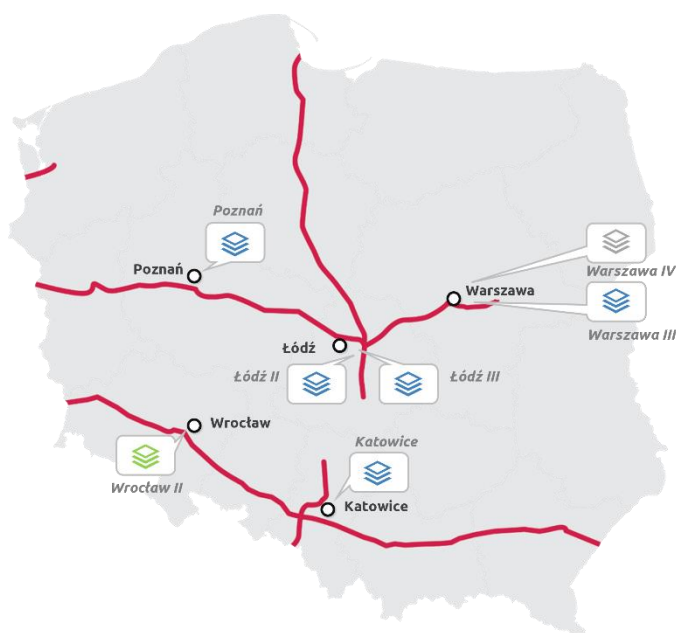 Poznań
Poznań
Warszawa IV
Warszawa
Warszawa III
Łódź
Łódź II
Łódź III
Wrocław
Katowice
Wrocław II
Katowice